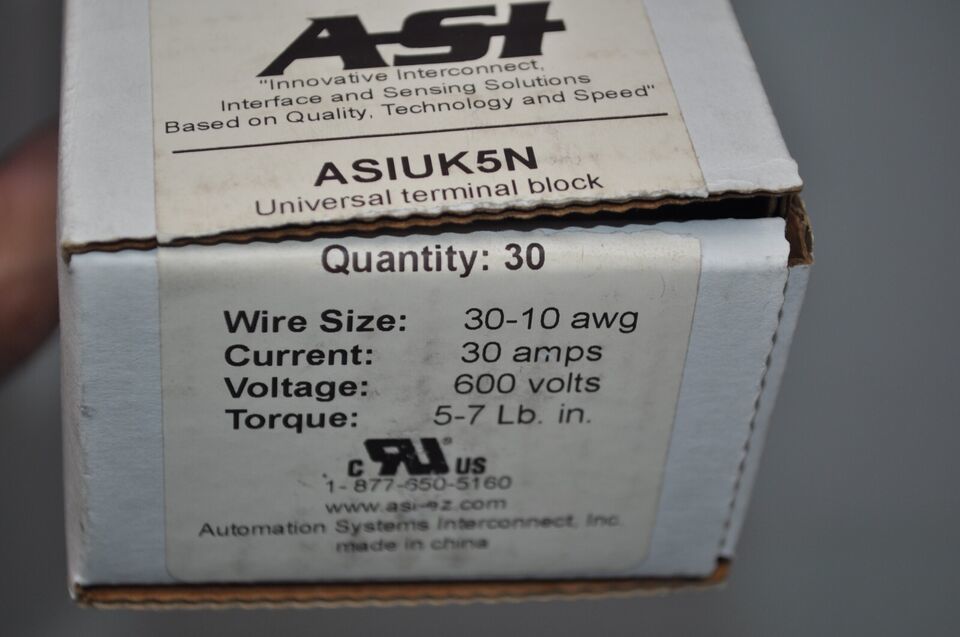 ASI
"Innovative Interconnect,
Interface and Sensing Solutions
Based on Quality, Technology and Speed"
ASIUK5N
Universal terminal block
Quantity: 30
Wire Size: 30-10 awg
Current: 30 amps
Voltage: 600 volts
Torque: 5-7 Lb. in.
c RU ® US
1-877-650-5160
www.asi-ez.com
Automation Systems Interconnect, Inc.
made in china